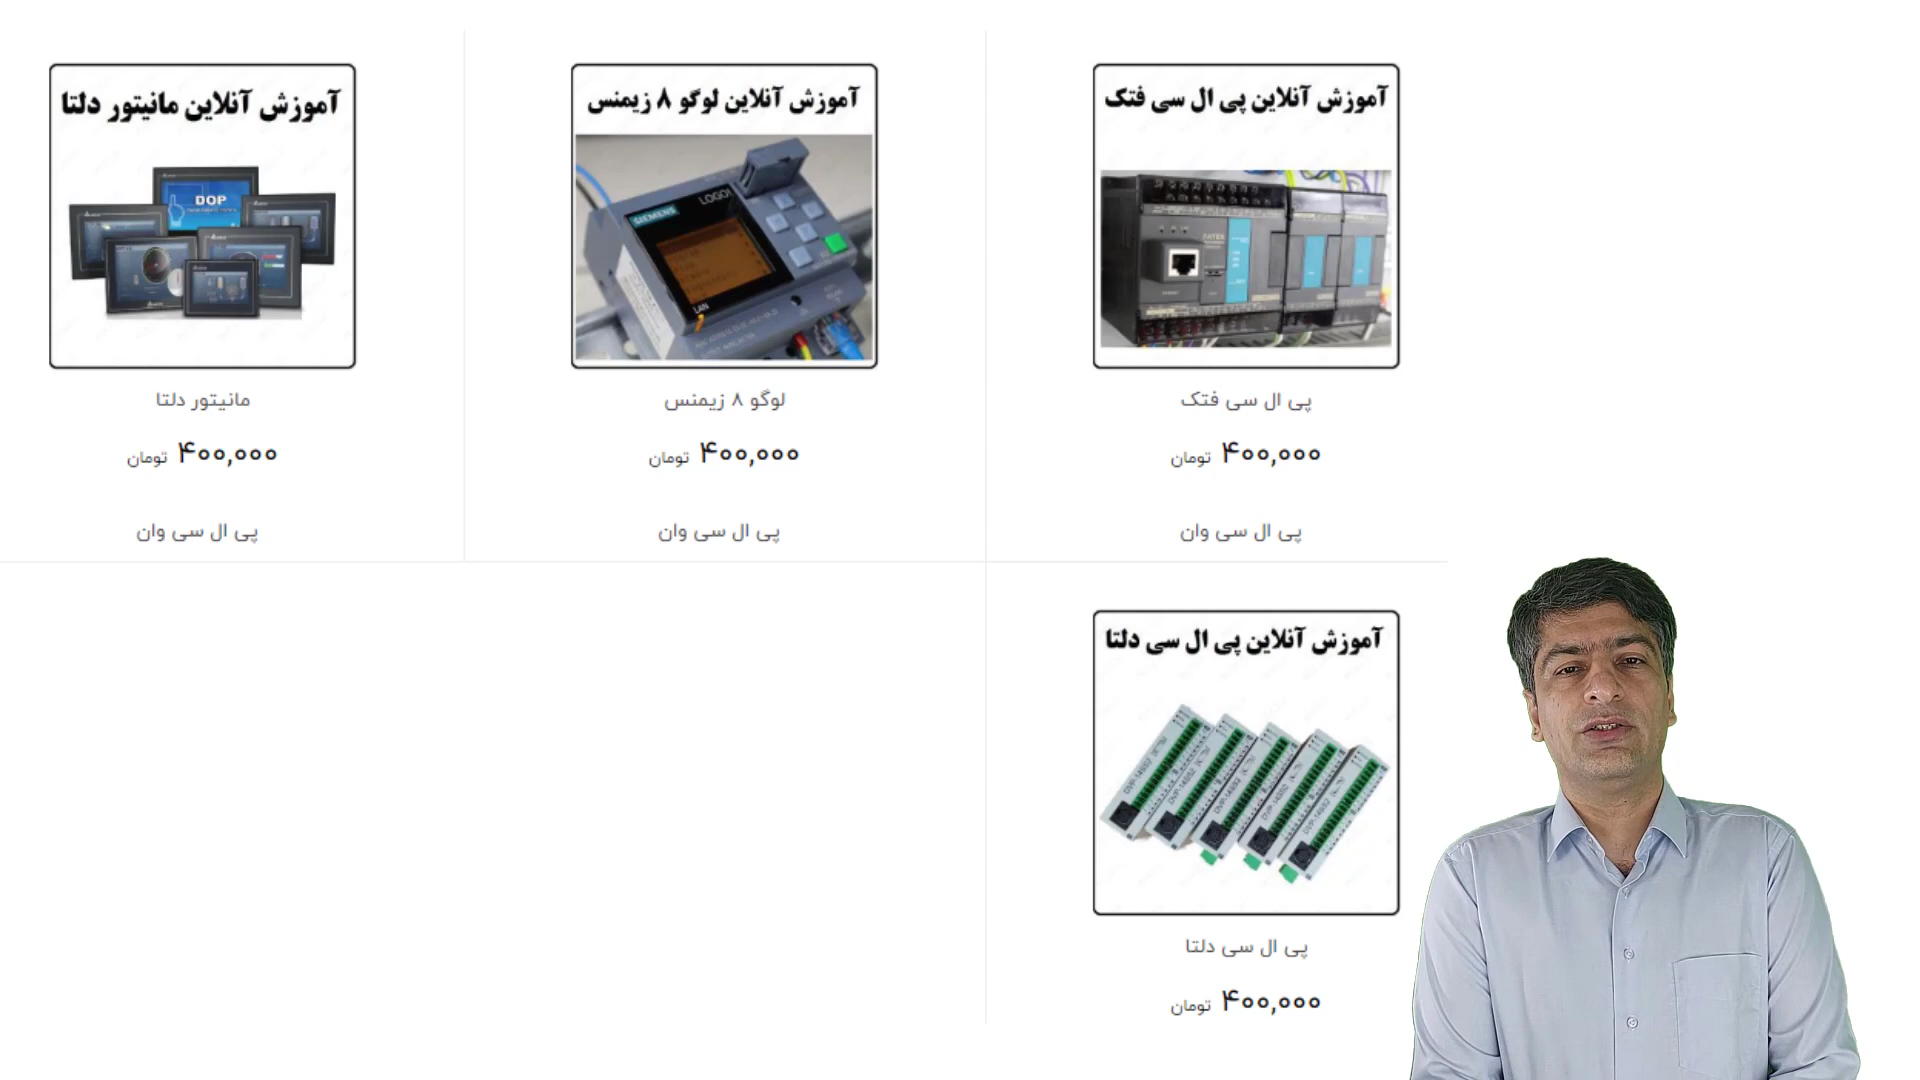 آموزش آنلاین پی ال سی فتک
FATEK
پی ال سی فتک
۴۰۰,۰۰۰ تومان
پی ال سی وان
آموزش آنلاین لوگو ۸ زیمنس
SIEMENS
LOGO!
LAN
لوگو ۸ زیمنس
۴۰۰,۰۰۰ تومان
پی ال سی وان
آموزش آنلاین مانیتور دلتا
DOP
مانیتور دلتا
۴۰۰,۰۰۰ تومان
پی ال سی وان
آموزش آنلاین پی ال سی دلتا
پی ال سی دلتا
۴۰۰,۰۰۰ تومان